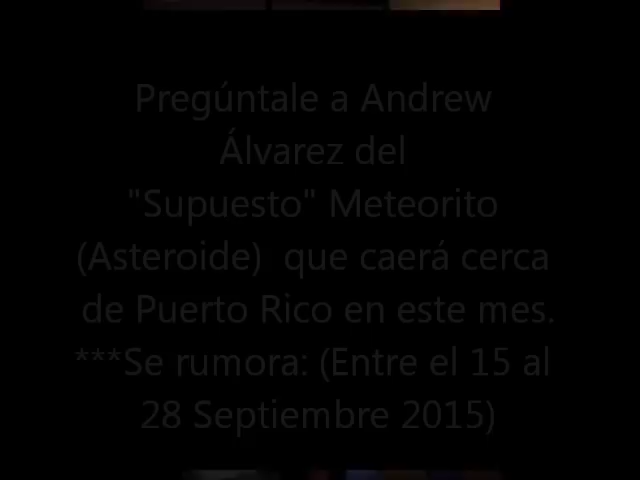 Pregúntale a Andrew
Álvarez del
"Supuesto" Meteorito
(Asteroide)  que caerá cerca
de Puerto Rico en este mes.
***Se rumora: (Entre el 15 al
28 Septiembre 2015)